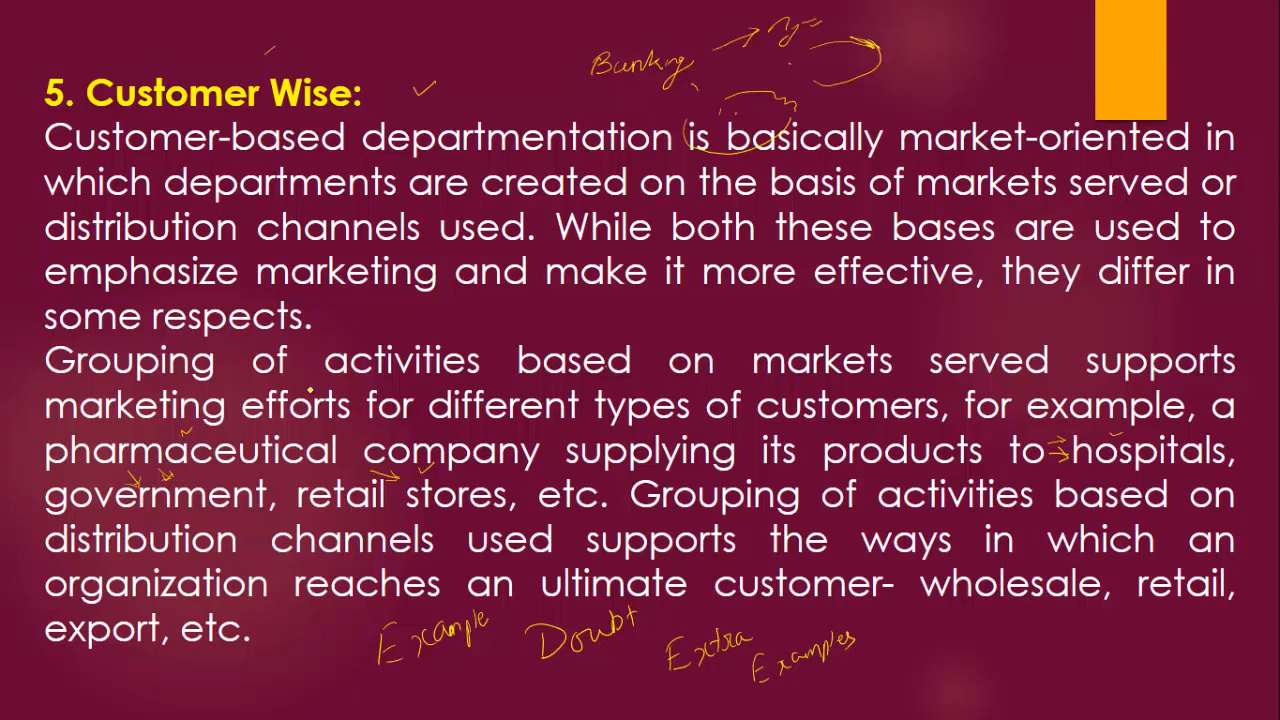 Banking
5. Customer Wise:
Customer-based departmentation is basically market-oriented in
which departments are created on the basis of markets served or
distribution channels used. While both these bases are used to
emphasize marketing and make it more effective, they differ in
some respects.
Grouping of activities based on markets served supports
marketing efforts for different types of customers, for example, a
pharmaceutical company supplying its products to hospitals,
government, retail stores, etc. Grouping of activities based on
distribution channels used supports the ways in which an
organization reaches an ultimate customer- wholesale, retail,
export, etc.
Example Doubt Extra
Examples